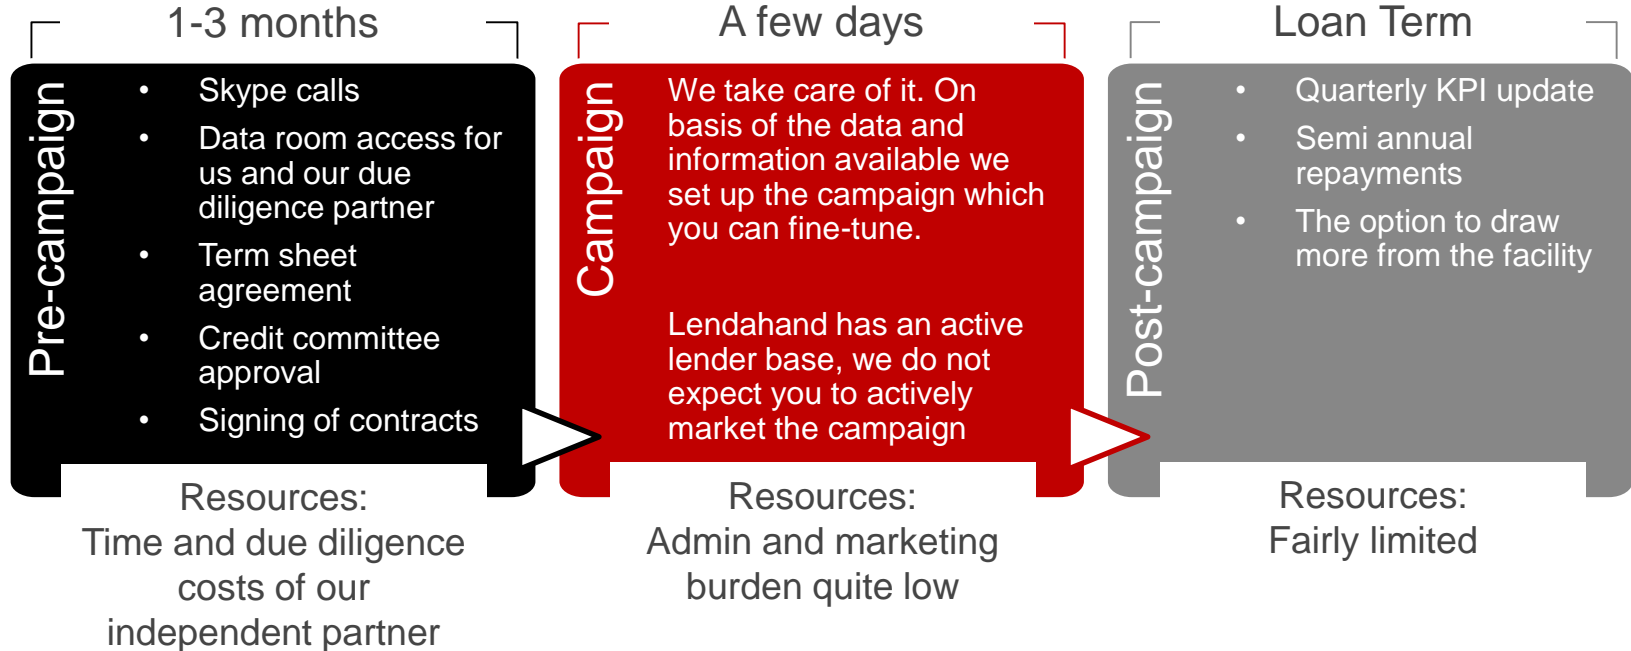 1-3 months
Pre-campaign
• Skype calls
• Data room access for
us and our due
diligence partner
• Term sheet
agreement
• Credit committee
approval
• Signing of contracts
Resources:
Time and due diligence
costs of our
independent partner
A few days
Campaign
We take care of it. On
basis of the data and
information available we
set up the campaign which
you can fine-tune.
Lendahand has an active
lender base, we do not
expect you to actively
market the campaign
Resources:
Admin and marketing
burden quite low
Loan Term
Post-campaign
• Quarterly KPI update
• Semi annual
repayments
• The option to draw
more from the facility
Resources:
Fairly limited